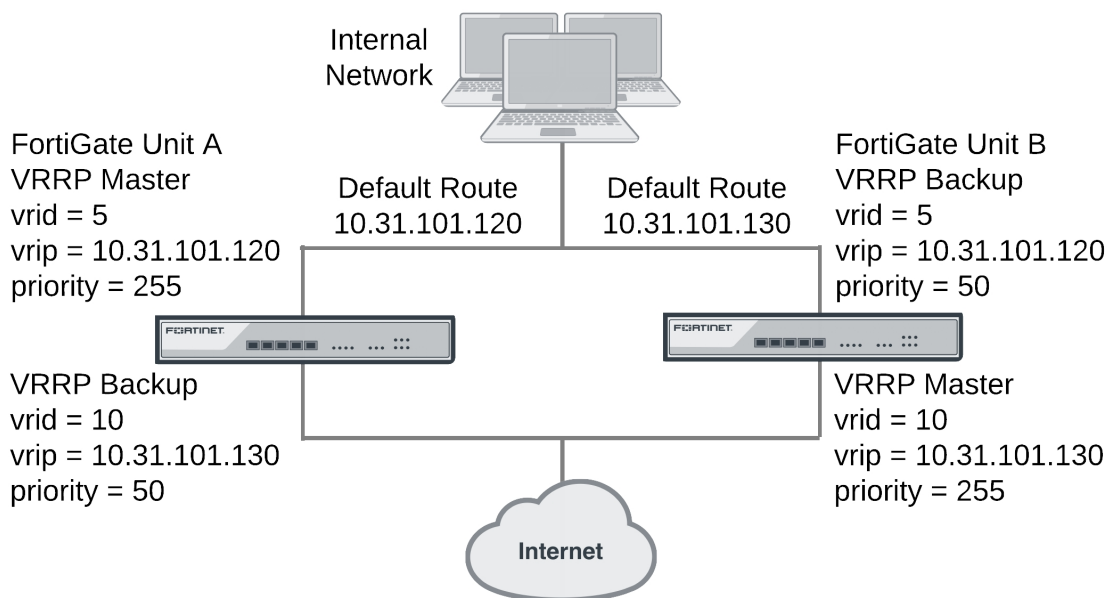 Internal
Network
FortiGate Unit A
VRRP Master
vrid = 5
vrip = 10.31.101.120
priority = 255
Default Route
10.31.101.120
Default Route
10.31.101.130
FortiGate Unit B
VRRP Backup
vrid = 5
vrip = 10.31.101.120
priority = 50
FORTINET
FORTINET
VRRP Backup
vrid = 10
vrip = 10.31.101.130
priority = 50
VRRP Master
vrid = 10
vrip = 10.31.101.130
priority = 255
Internet